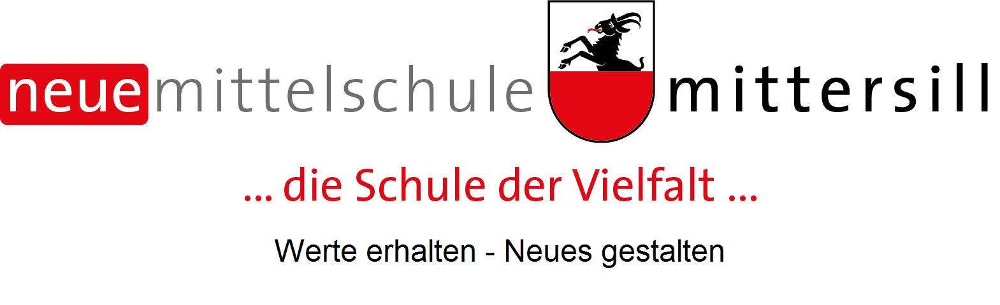 neuemittelschule mittersill
... die Schule der Vielfalt ...
Werte erhalten - Neues gestalten